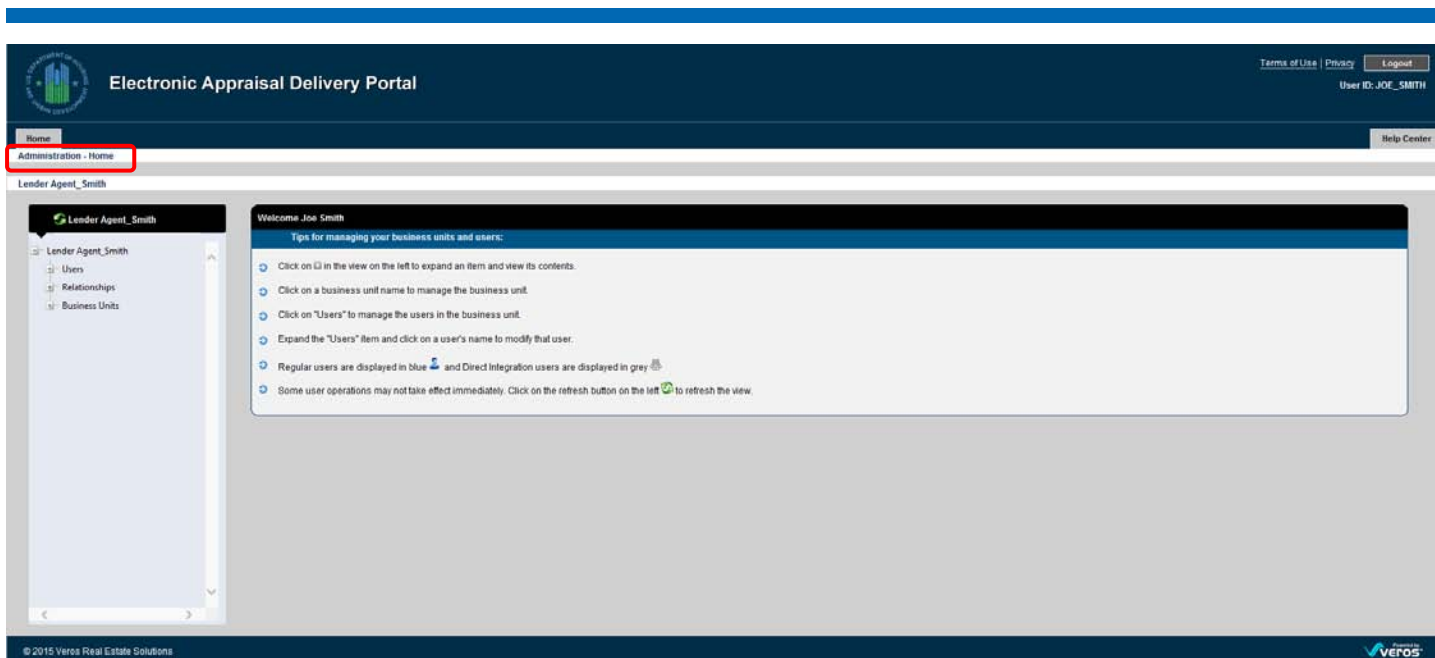 Electronic Appraisal Delivery Portal
Terms of Use | Privacy Logout
User ID: JOE_SMITH
Home
Help Center
Administration - Home
Lender Agent_Smith
Lender Agent_Smith
Lender Agent_Smith
Users
Relationships
Business Units
Welcome Joe Smith
Tips for managing your business units and users:
Click on in the view on the left to expand an item and view its contents.
Click on a business unit name to manage the business unit.
Click on "Users" to manage the users in the business unit.
Expand the "Users" item and click on a user's name to modify that user.
Regular users are displayed in blue and Direct Integration users are displayed in grey
Some user operations may not take effect immediately. Click on the refresh button on the left to refresh the view.
© 2015 Veros Real Estate Solutions
Powered by
veros